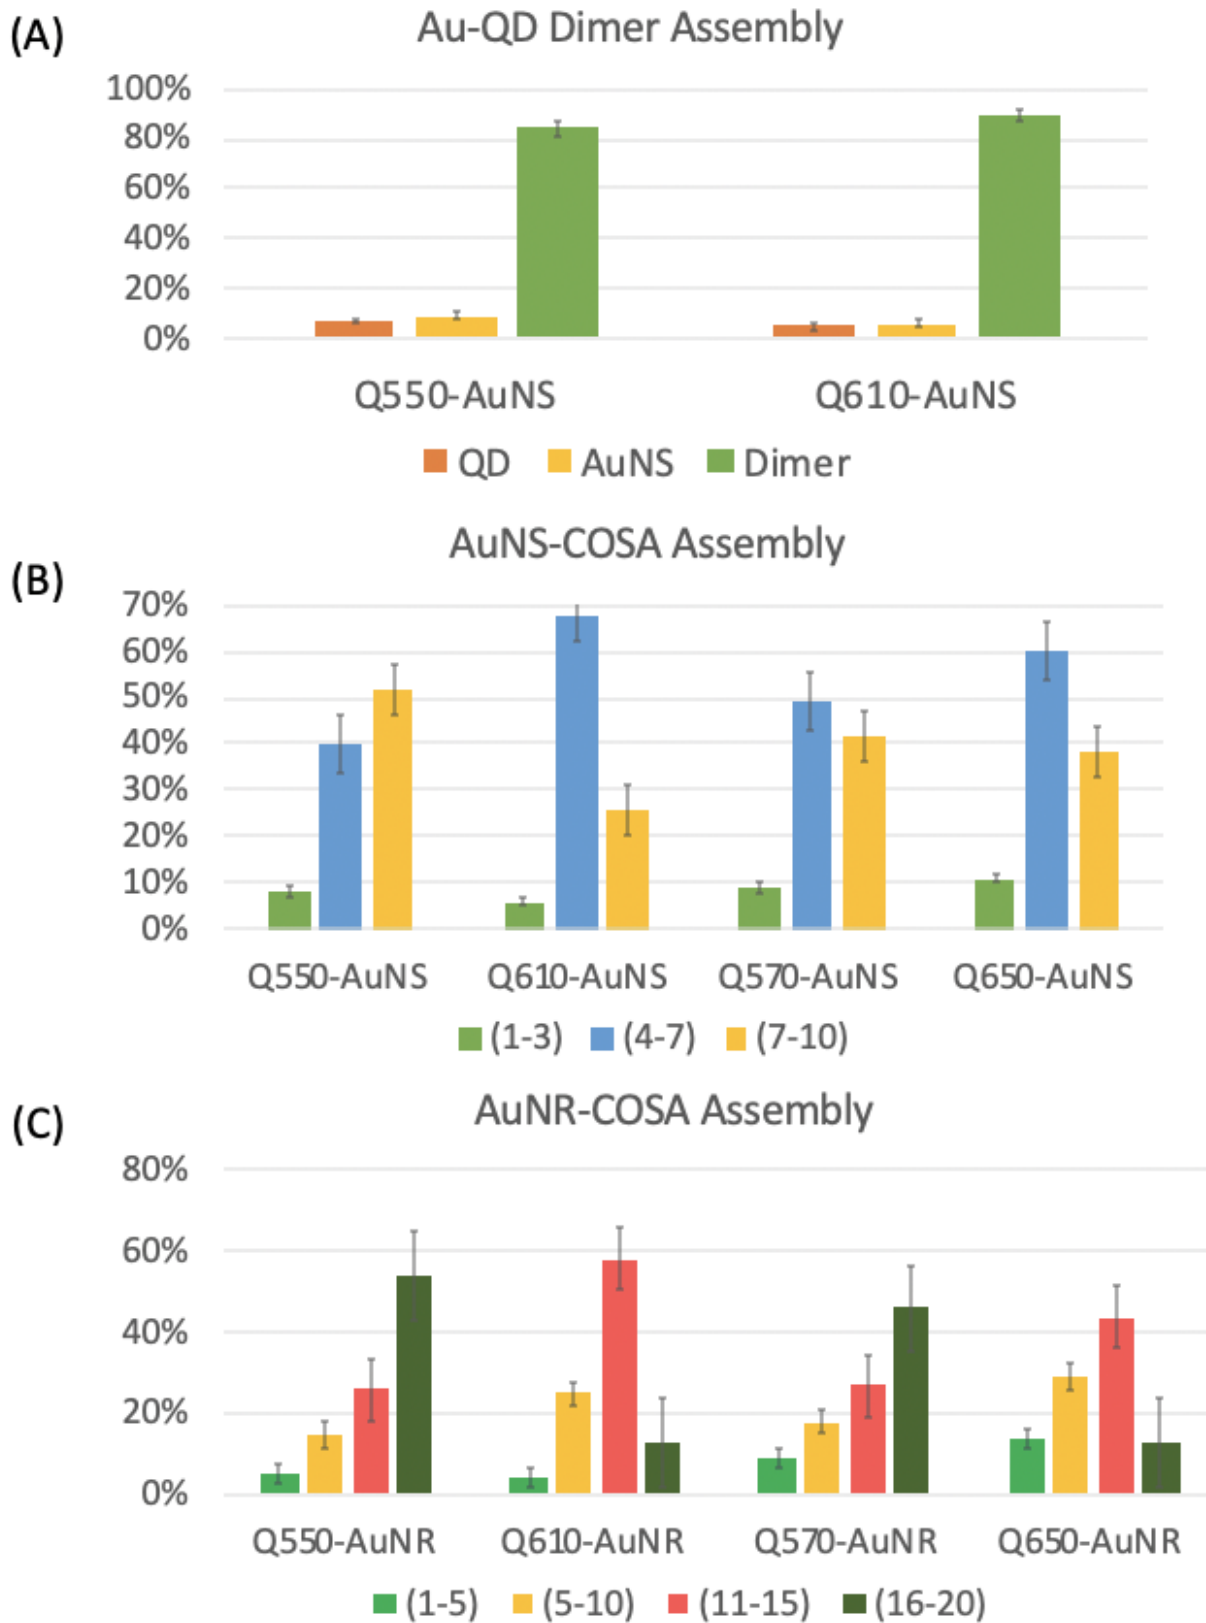 (A)
Au-QD Dimer Assembly
100%
80%
60%
40%
20%
0%
Q550-AuNS Q610-AuNS
QD AuNS Dimer
AuNS-COSA Assembly
(B)
70%
60%
50%
40%
30%
20%
10%
0%
Q550-AuNS Q610-AuNS Q570-AuNS Q650-AuNS
(1-3) (4-7) (7-10)
AuNR-COSA Assembly
(C)
80%
60%
40%
20%
0%
Q550-AuNR Q610-AuNR Q570-AuNR Q650-AuNR
(1-5) (5-10) (11-15) (16-20)